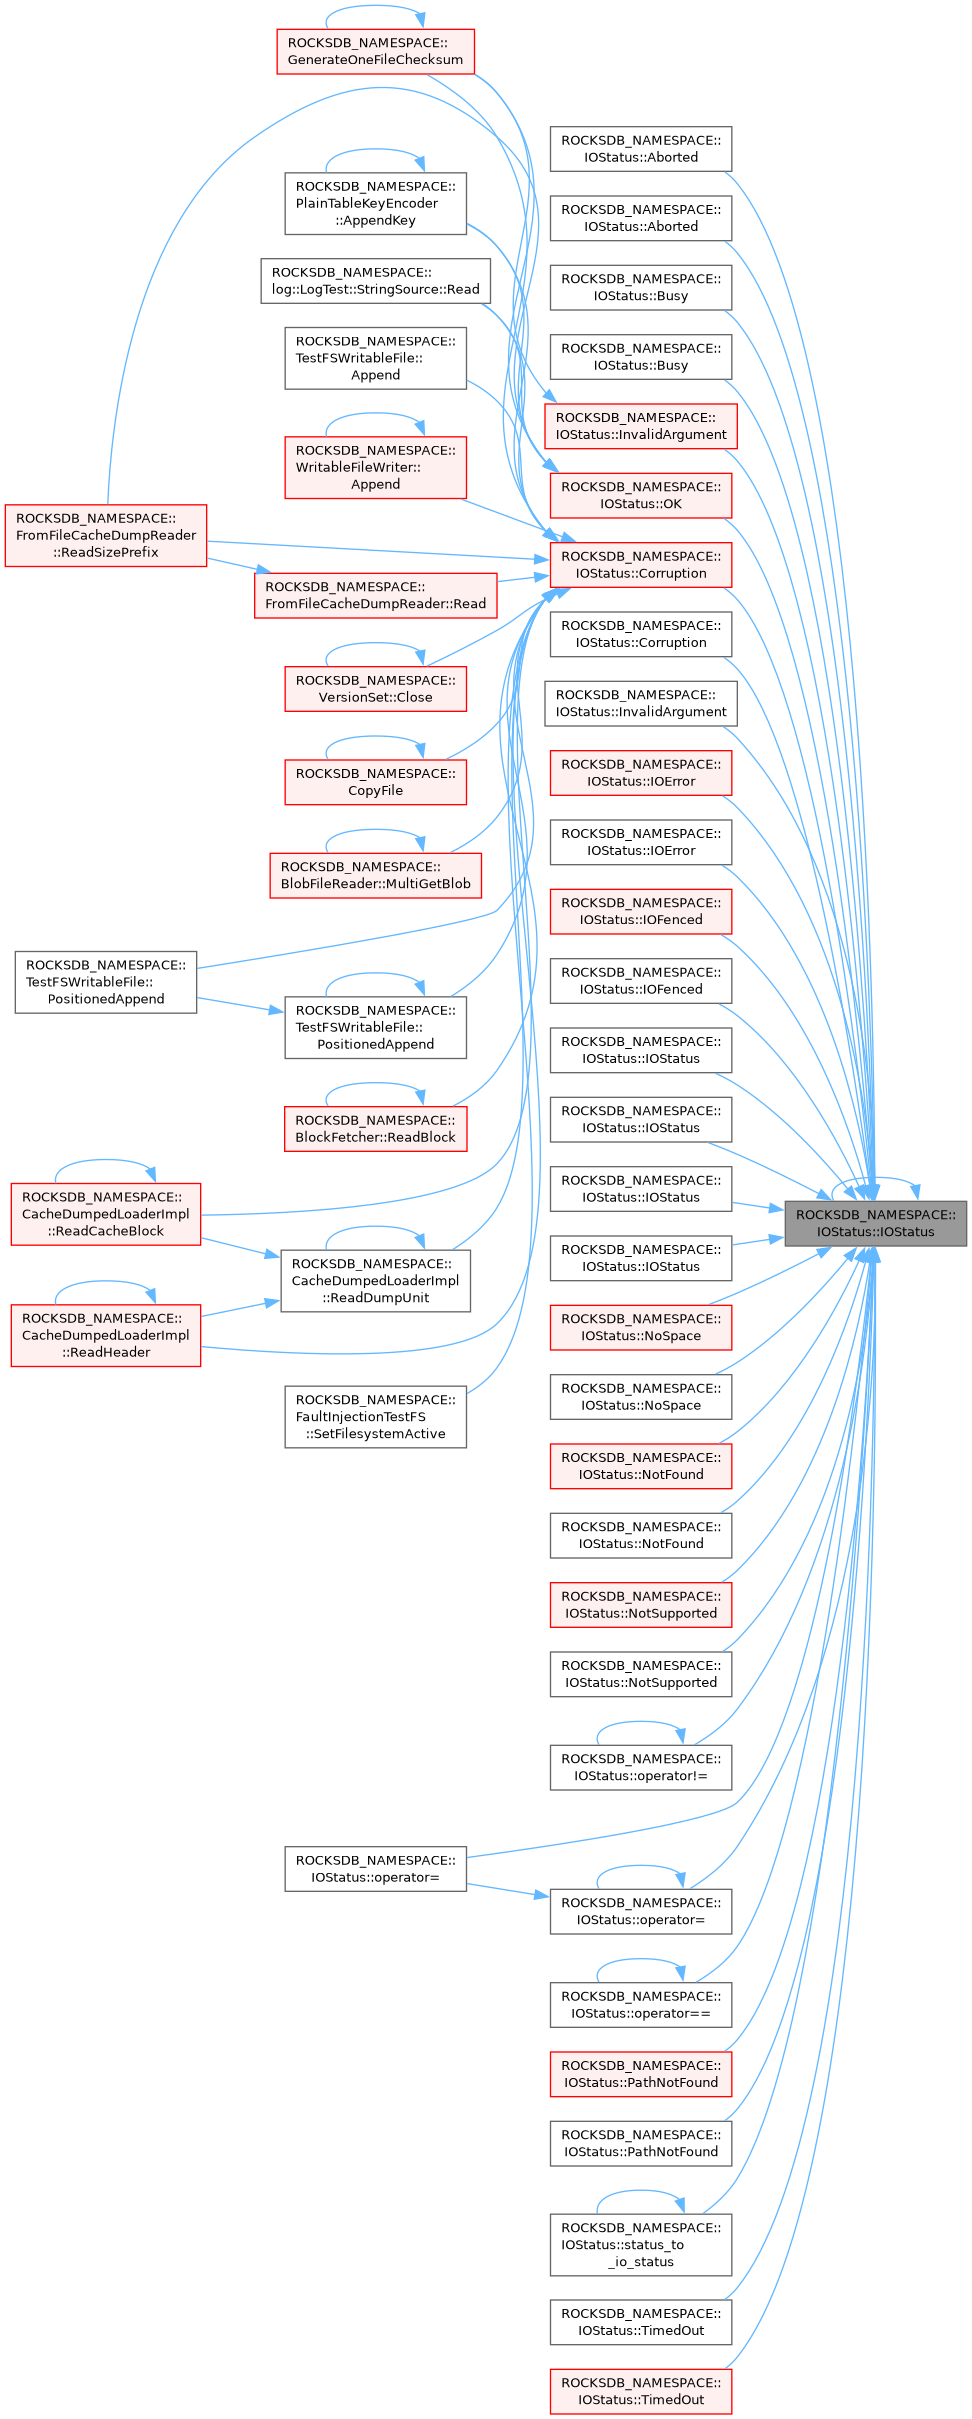 ROCKSDB_NAMESPACE::
GenerateOneFileChecksum
ROCKSDB_NAMESPACE::
PlainTableKeyEncoder
::AppendKey
ROCKSDB_NAMESPACE::
log::LogTest::StringSource::Read
ROCKSDB_NAMESPACE::
TestFSWritableFile::
Append
ROCKSDB_NAMESPACE::
WritableFileWriter::
Append
ROCKSDB_NAMESPACE::
FromFileCacheDumpReader
::ReadSizePrefix
ROCKSDB_NAMESPACE::
FromFileCacheDumpReader::Read
ROCKSDB_NAMESPACE::
VersionSet::Close
ROCKSDB_NAMESPACE::
CopyFile
ROCKSDB_NAMESPACE::
BlobFileReader::MultiGetBlob
ROCKSDB_NAMESPACE::
TestFSWritableFile::
PositionedAppend
ROCKSDB_NAMESPACE::
TestFSWritableFile::
PositionedAppend
ROCKSDB_NAMESPACE::
BlockFetcher::ReadBlock
ROCKSDB_NAMESPACE::
CacheDumpedLoaderImpl
::ReadCacheBlock
ROCKSDB_NAMESPACE::
CacheDumpedLoaderImpl
::ReadDumpUnit
ROCKSDB_NAMESPACE::
CacheDumpedLoaderImpl
::ReadHeader
ROCKSDB_NAMESPACE::
FaultInjectionTestFS
::SetFilesystemActive
ROCKSDB_NAMESPACE::
IOStatus::operator=
ROCKSDB_NAMESPACE::
IOStatus::Aborted
ROCKSDB_NAMESPACE::
IOStatus::Aborted
ROCKSDB_NAMESPACE::
IOStatus::Busy
ROCKSDB_NAMESPACE::
IOStatus::Busy
ROCKSDB_NAMESPACE::
IOStatus::InvalidArgument
ROCKSDB_NAMESPACE::
IOStatus::OK
ROCKSDB_NAMESPACE::
IOStatus::Corruption
ROCKSDB_NAMESPACE::
IOStatus::Corruption
ROCKSDB_NAMESPACE::
IOStatus::InvalidArgument
ROCKSDB_NAMESPACE::
IOStatus::IOError
ROCKSDB_NAMESPACE::
IOStatus::IOError
ROCKSDB_NAMESPACE::
IOStatus::IOFenced
ROCKSDB_NAMESPACE::
IOStatus::IOFenced
ROCKSDB_NAMESPACE::
IOStatus::IOStatus
ROCKSDB_NAMESPACE::
IOStatus::IOStatus
ROCKSDB_NAMESPACE::
IOStatus::IOStatus
ROCKSDB_NAMESPACE::
IOStatus::IOStatus
ROCKSDB_NAMESPACE::
IOStatus::NoSpace
ROCKSDB_NAMESPACE::
IOStatus::NoSpace
ROCKSDB_NAMESPACE::
IOStatus::NotFound
ROCKSDB_NAMESPACE::
IOStatus::NotFound
ROCKSDB_NAMESPACE::
IOStatus::NotSupported
ROCKSDB_NAMESPACE::
IOStatus::NotSupported
ROCKSDB_NAMESPACE::
IOStatus::operator!=
ROCKSDB_NAMESPACE::
IOStatus::operator=
ROCKSDB_NAMESPACE::
IOStatus::operator==
ROCKSDB_NAMESPACE::
IOStatus::PathNotFound
ROCKSDB_NAMESPACE::
IOStatus::PathNotFound
ROCKSDB_NAMESPACE::
IOStatus::status_to
_io_status
ROCKSDB_NAMESPACE::
IOStatus::TimedOut
ROCKSDB_NAMESPACE::
IOStatus::TimedOut
ROCKSDB_NAMESPACE::
IOStatus::IOStatus